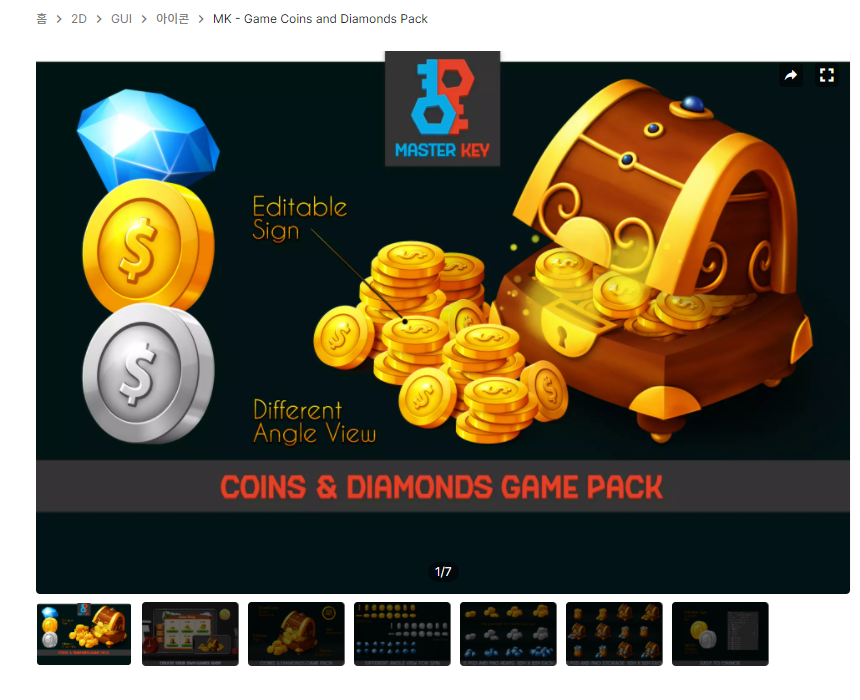 홈 > 2D > GUI > 아이콘 > MK - Game Coins and Diamonds Pack
MASTER KEY
Editable
Sign
Different
Angle View
COINS & DIAMONDS GAME PACK
1/7